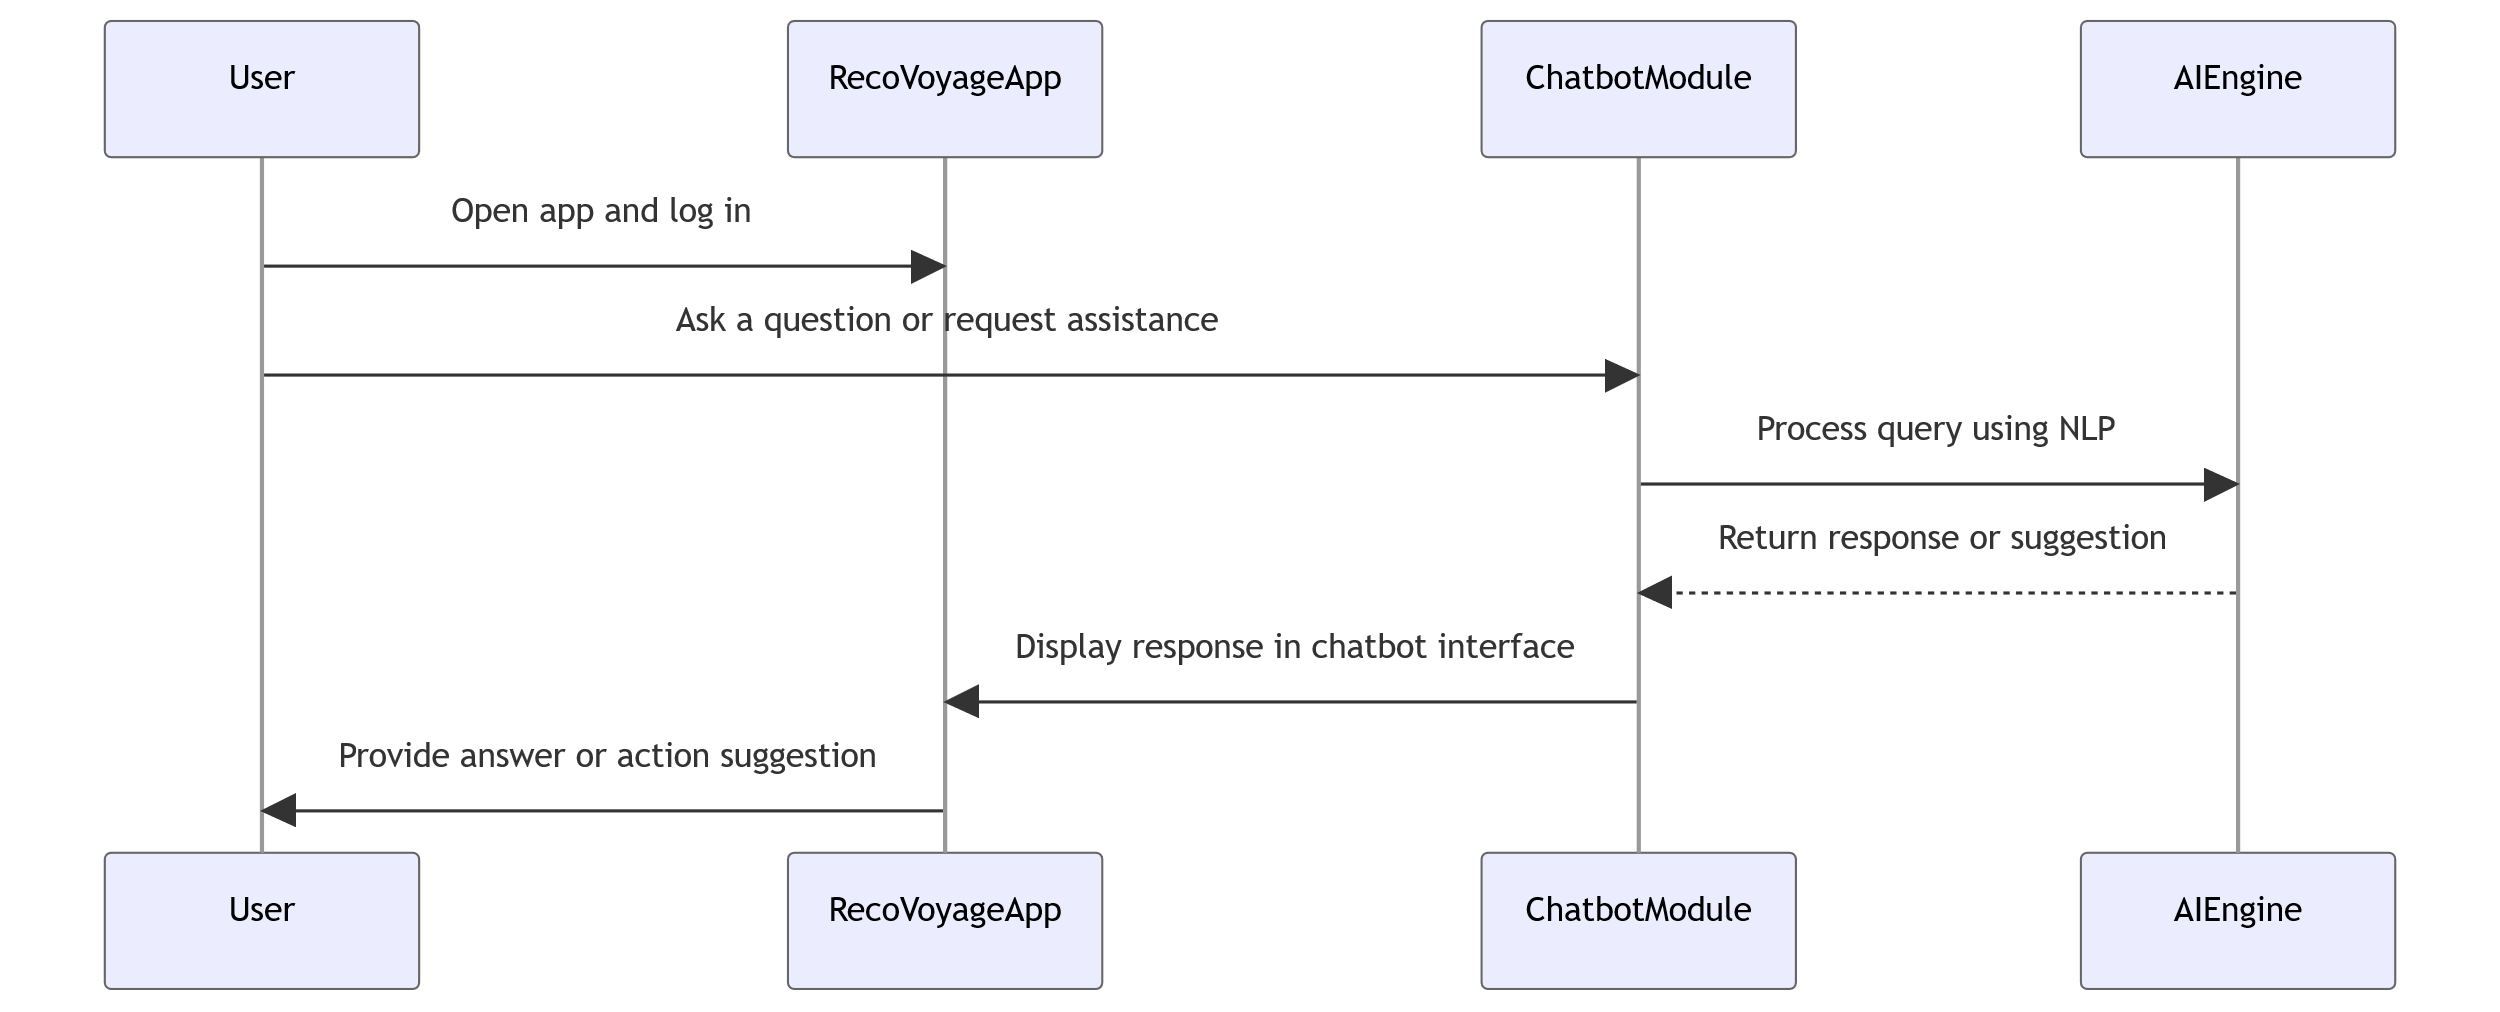 User
RecoVoyageApp
ChatbotModule
AIEngine
Open app and log in
Ask a question or request assistance
Process query using NLP
Return response or suggestion
Display response in chatbot interface
Provide answer or action suggestion
User
RecoVoyageApp
ChatbotModule
AIEngine